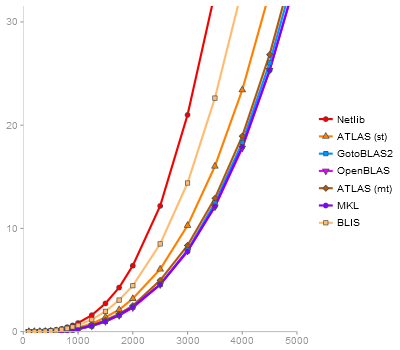 30
20
10
0
0 1000 2000 3000 4000 5000
Netlib
ATLAS (st)
GotoBLAS2
OpenBLAS
ATLAS (mt)
MKL
BLIS